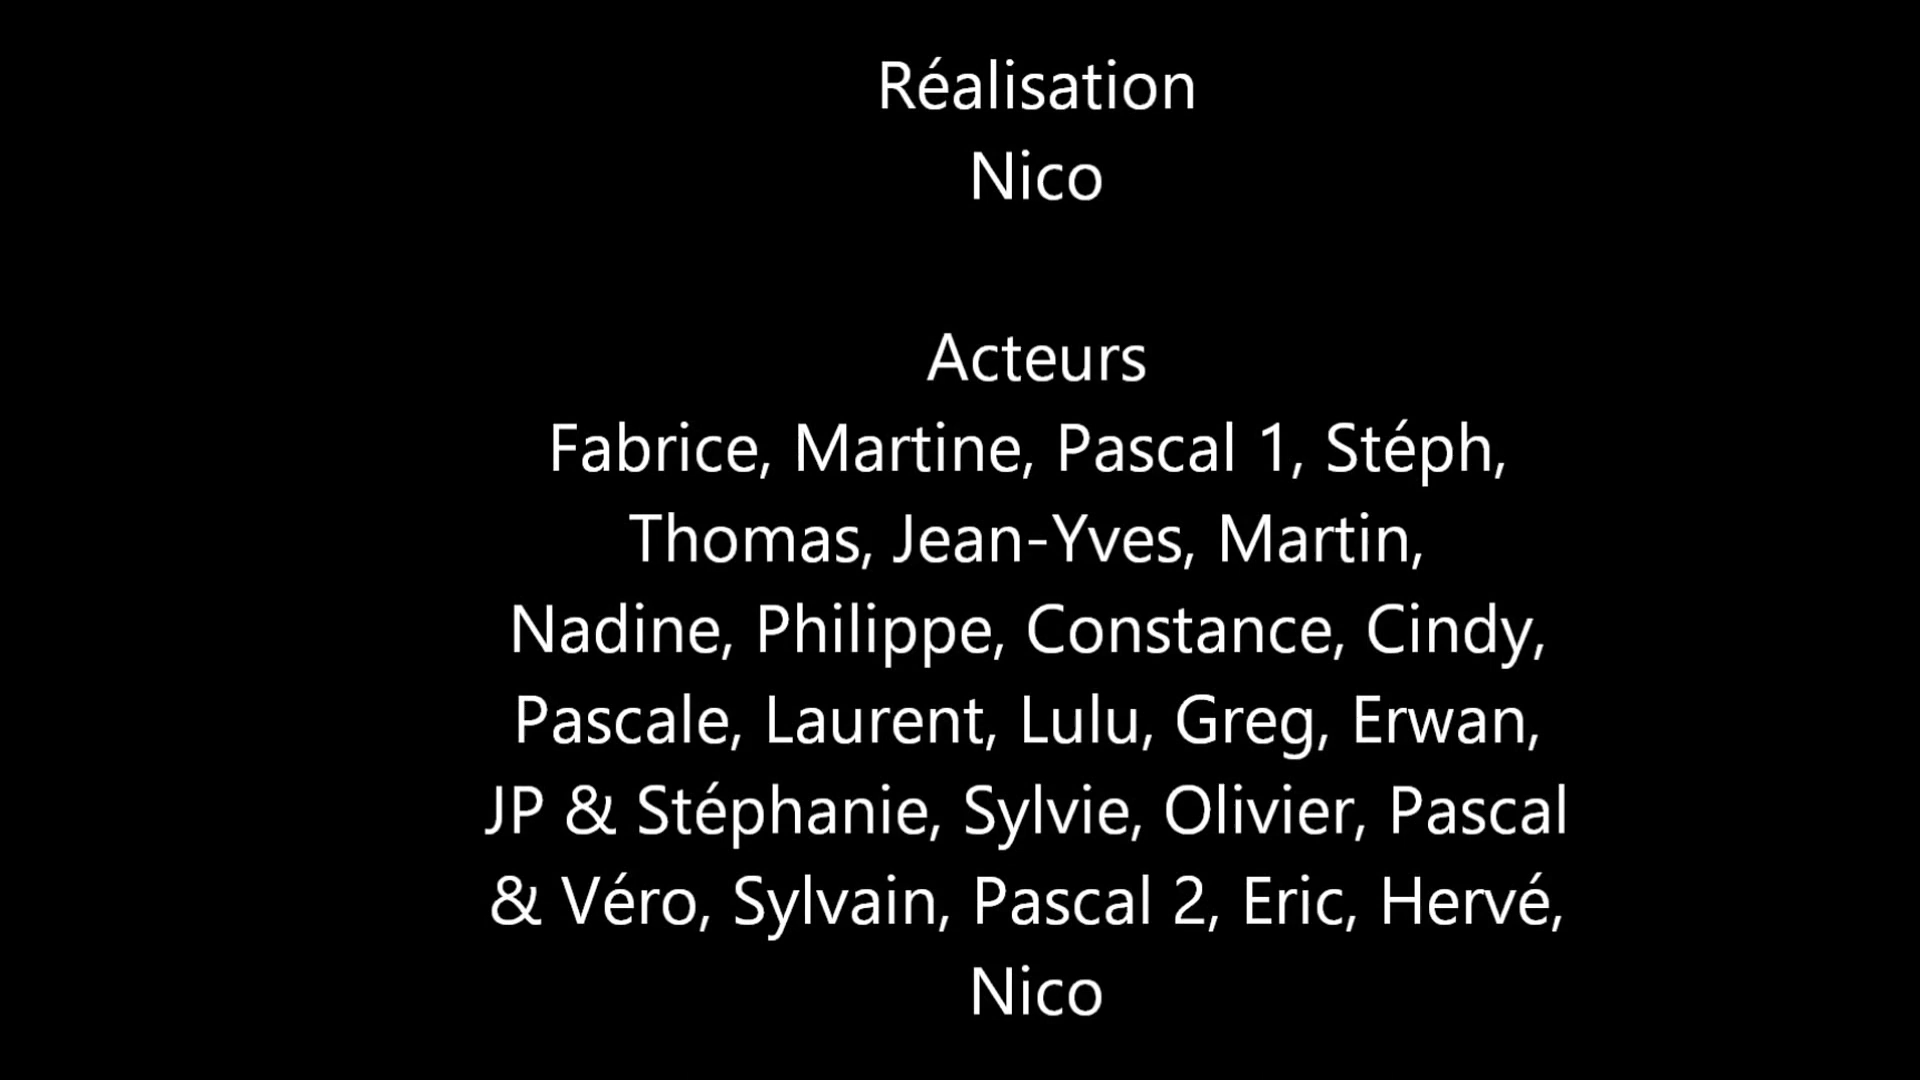 Réalisation
Nico
Acteurs
Fabrice, Martine, Pascal 1, Stéph,
Thomas, Jean-Yves, Martin,
Nadine, Philippe, Constance, Cindy,
Pascale, Laurent, Lulu, Greg, Erwan,
JP & Stéphanie, Sylvie, Olivier, Pascal
& Véro, Sylvain, Pascal 2, Eric, Hervé,
Nico